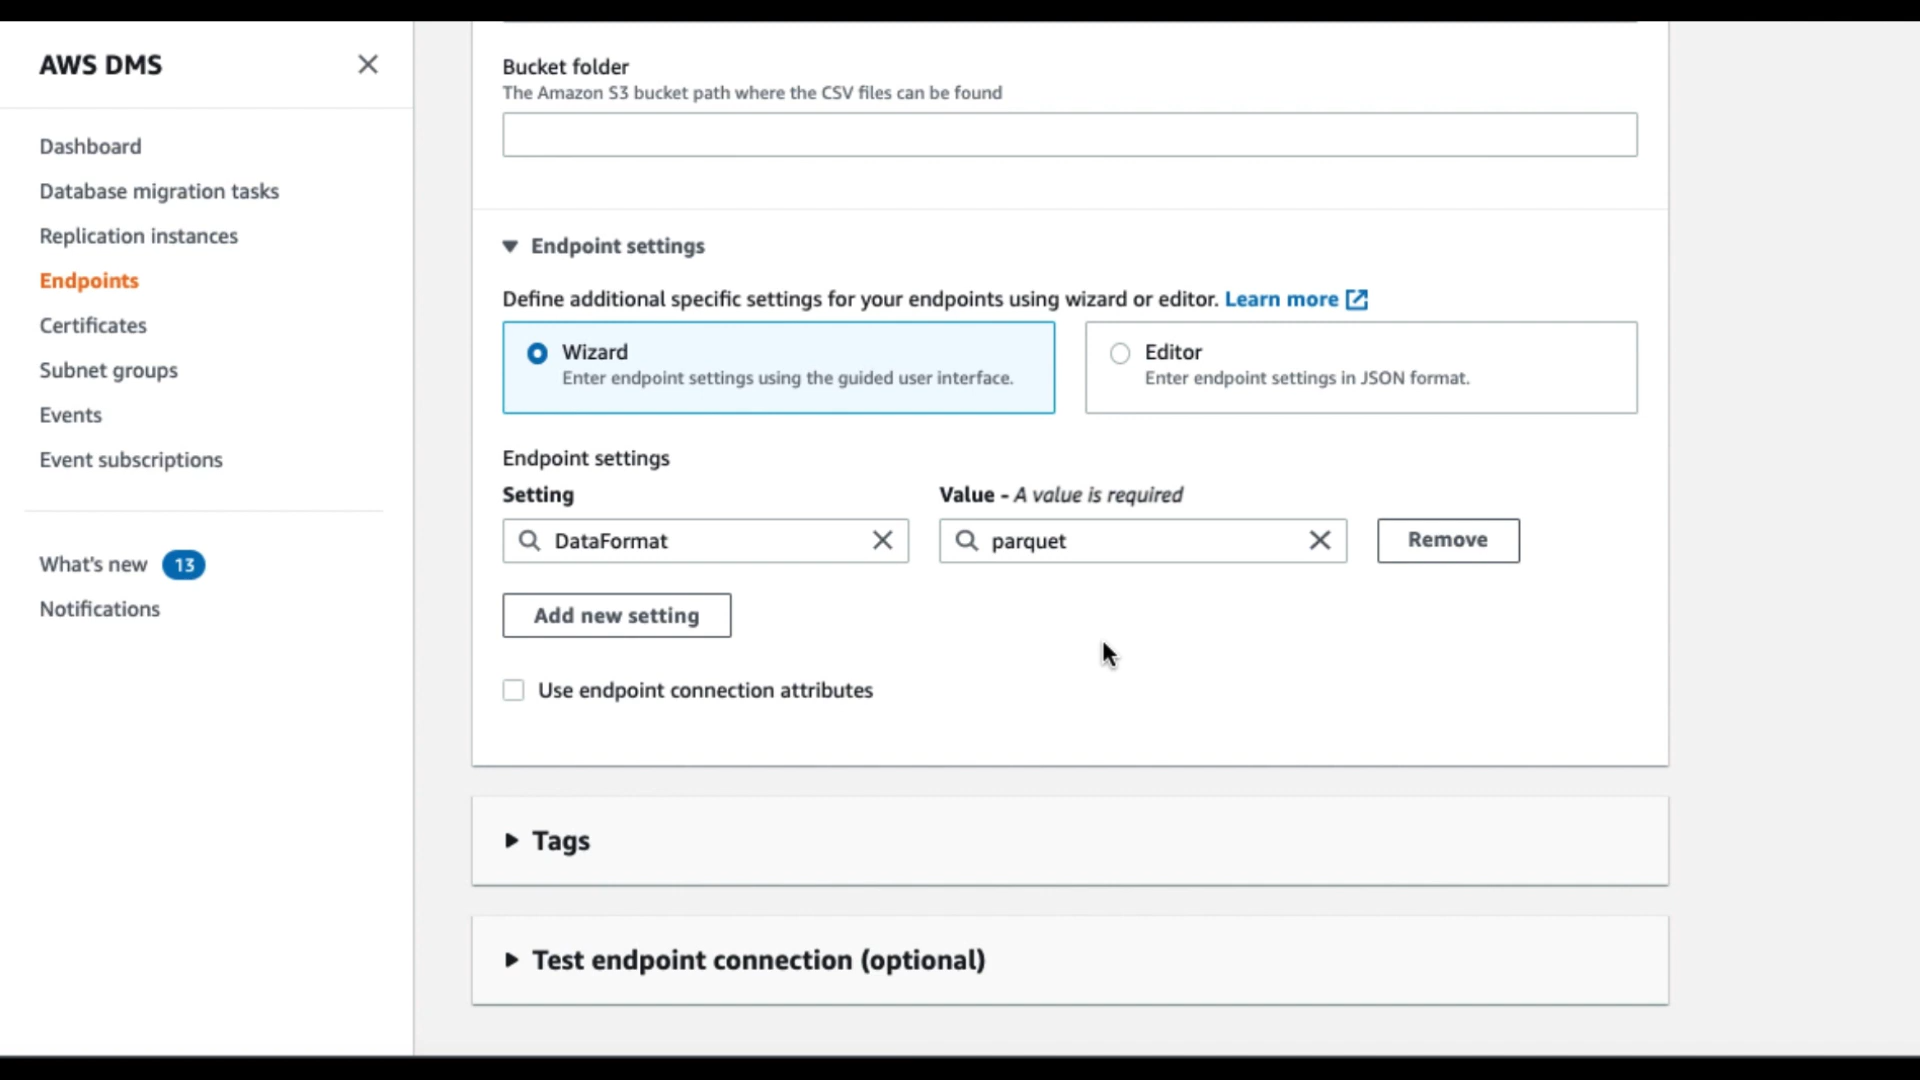 AWS DMS
Dashboard
Database migration tasks
Replication instances
Endpoints
Certificates
Subnet groups
Events
Event subscriptions
What's new 13
Notifications
Bucket folder
The Amazon S3 bucket path where the CSV files can be found
Endpoint settings
Define additional specific settings for your endpoints using wizard or editor. Learn more
Wizard
Enter endpoint settings using the guided user interface.
Editor
Enter endpoint settings in JSON format.
Endpoint settings
Setting
Value - A value is required
DataFormat
parquet
Remove
Add new setting
Use endpoint connection attributes
Tags
Test endpoint connection (optional)